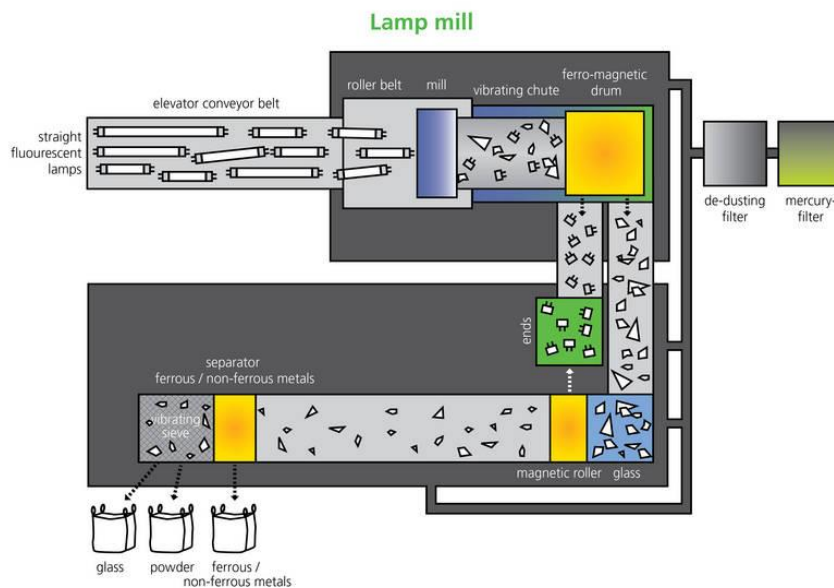 Lamp mill
ferro-magnetic
drum
roller belt
mill
vibrating chute
elevator conveyor belt
straight
fluourescent
lamps
de-dusting
filter
mercury-
filter
ends
separator
ferrous / non-ferrous metals
vibrating
sieve
magnetic roller
glass
glass
powder
ferrous /
non-ferrous metals